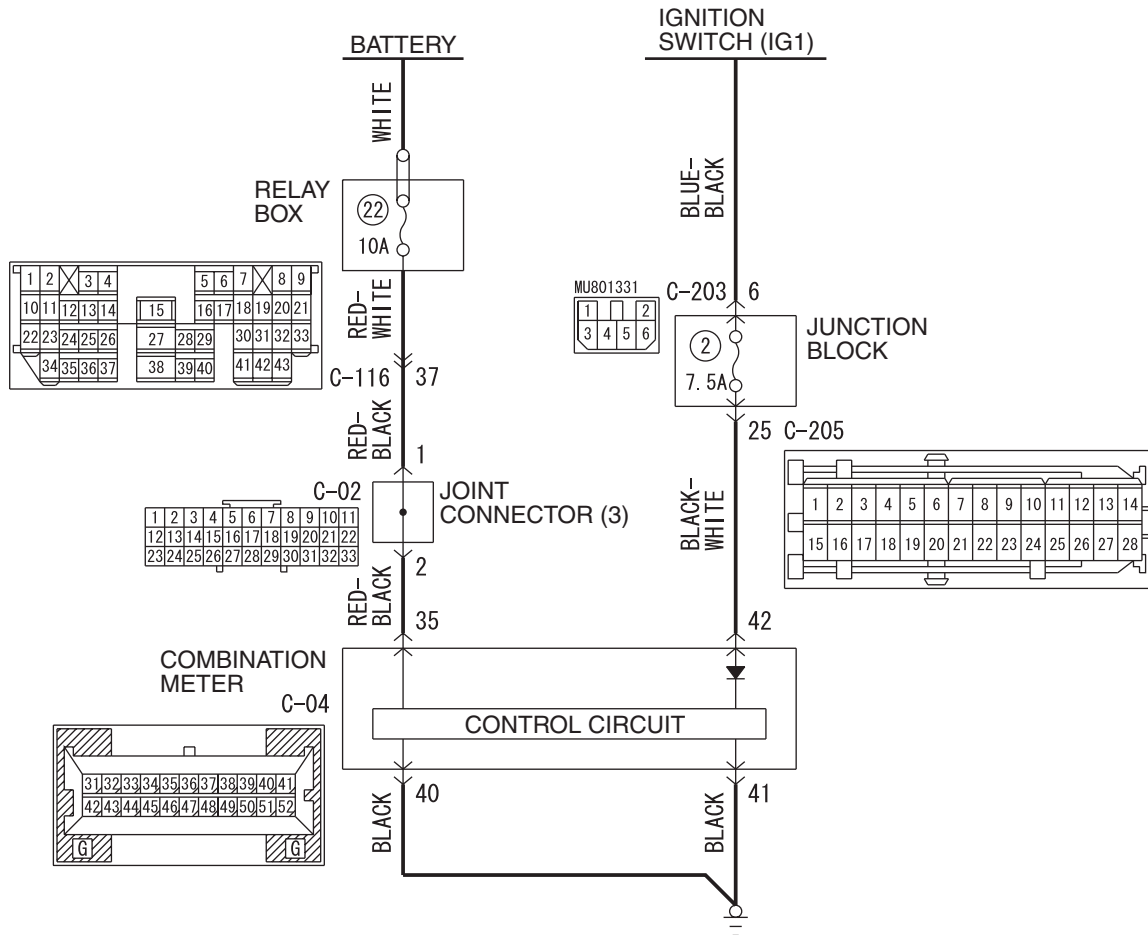 BATTERY
IGNITION
SWITCH (IG1)
WHITE
BLUE-
BLACK
RELAY
BOX
22
10A
RED-
WHITE
1 2 3 4 5 6 7 8 9
10 11 12 13 14 15 16 17 18 19 20 21
22 23 24 25 26 27 28 29 30 31 32 33
34 35 36 37 38 39 40 41 42 43
C-116 37
MU801331
1 2
3 4 5 6
C-203 6
JUNCTION
BLOCK
2
7.5A
25 C-205
1 2 3 4 5 6 7 8 9 10 11 12 13 14
15 16 17 18 19 20 21 22 23 24 25 26 27 28
RED-
BLACK
1
C-02
JOINT
CONNECTOR (3)
1 2 3 4 5 6 7 8 9 10 11
12 13 14 15 16 17 18 19 20 21 22
23 24 25 26 27 28 29 30 31 32 33
2
BLACK-
WHITE
RED-
BLACK
35
42
COMBINATION
METER
C-04
CONTROL CIRCUIT
31 32 33 34 35 36 37 38 39 40 41
42 43 44 45 46 47 48 49 50 51 52
G G
40
41
BLACK
BLACK